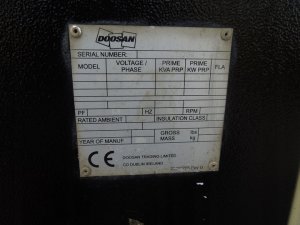 DOOSAN
SERIAL NUMBER:
MODEL VOLTAGE / PHASE PRIME KVA PRP PRIME KW PRP FLA
PF HZ RPM
RATED AMBIENT INSULATION CLASS
YEAR OF MANUF GROSS MASS lbs kg
CE DOOSAN TRADING LIMITED
CO DUBLIN IRELAND